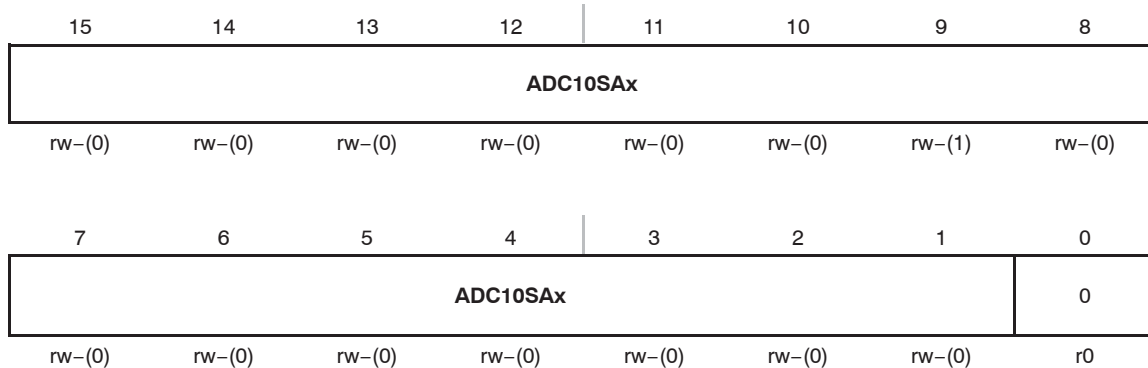 15 14 13 12 11 10 9 8
ADC10SAx
rw−(0) rw−(0) rw−(0) rw−(0) rw−(0) rw−(0) rw−(1) rw−(0)
7 6 5 4 3 2 1 0
ADC10SAx 0
rw−(0) rw−(0) rw−(0) rw−(0) rw−(0) rw−(0) rw−(0) r0